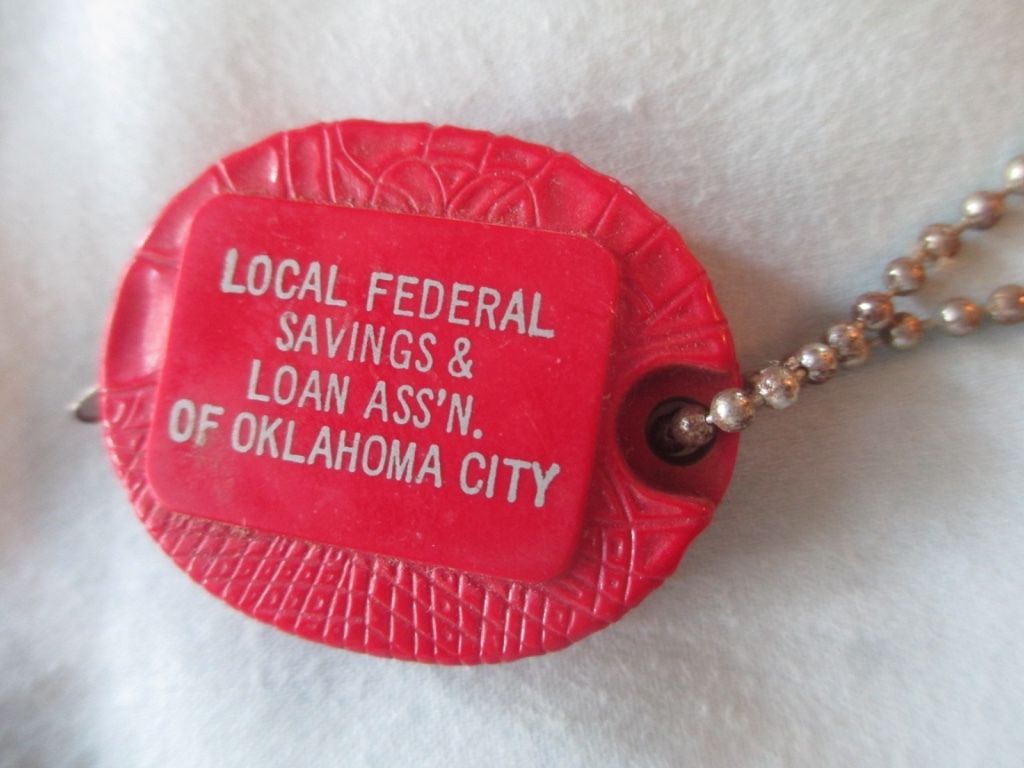 LOCAL FEDERAL
SAVINGS &
LOAN ASS'N.
OF OKLAHOMA CITY